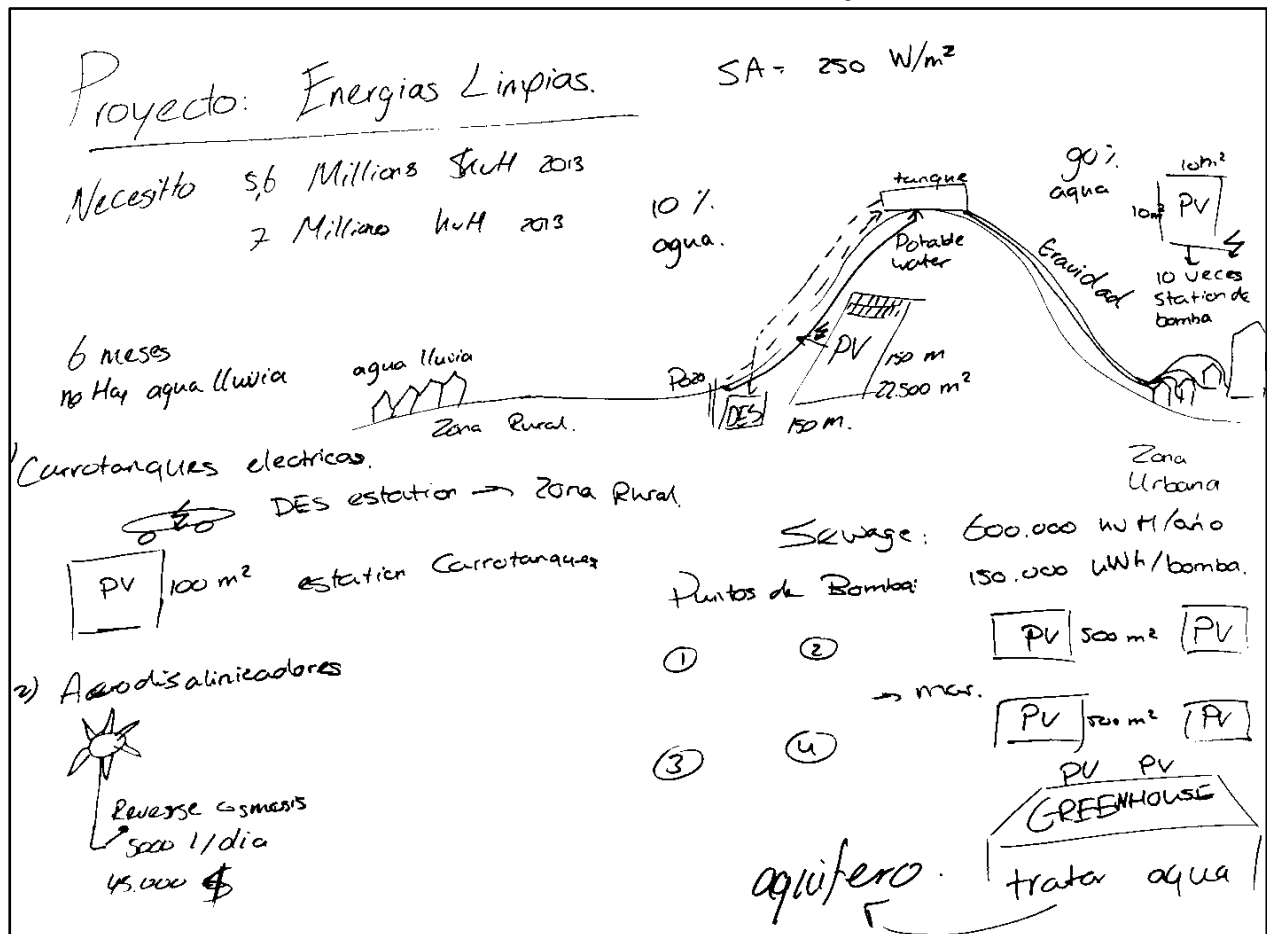 Proyecto: Energias Linpias.
SA = 250 W/m²
Necesitto 5,6 Millions kwH 2013
7 Milliones kwH 2013
10 %
agua.
tanque
Potable
water
Gravidad
90 %
agua
10m²
10m²
PV
10 veces
station de
bomba
6 meses
no Hay agua lluvia
agua lluvia
Zona Rural.
Pozo
DES
PV
150 m
22.500 m²
150 m.
Zona
Urbana
1) Carrotanques electricas.
DES estation → Zona Rural.
PV 100 m² estation Carrotanques
Sewage: 600.000 kwH/año
Puntos de Bomba: 150.000 kWh/bomba.
① ②
③ ④
→ mar.
PV 500 m² PV
PV 500 m² PV
2) Aerodisalinizadores
Reverse osmosis
5000 l/dia
45.000 $
PV PV
GREENHOUSE
tratar agua
aquifero.